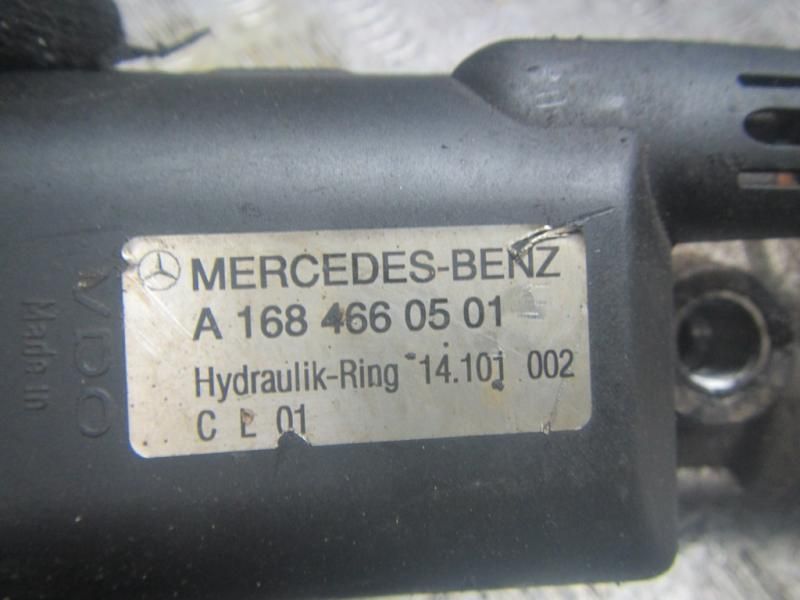 MERCEDES-BENZ
A 168 466 05 01
Hydraulik-Ring 14.101 002
C L 01
VDO
Made in